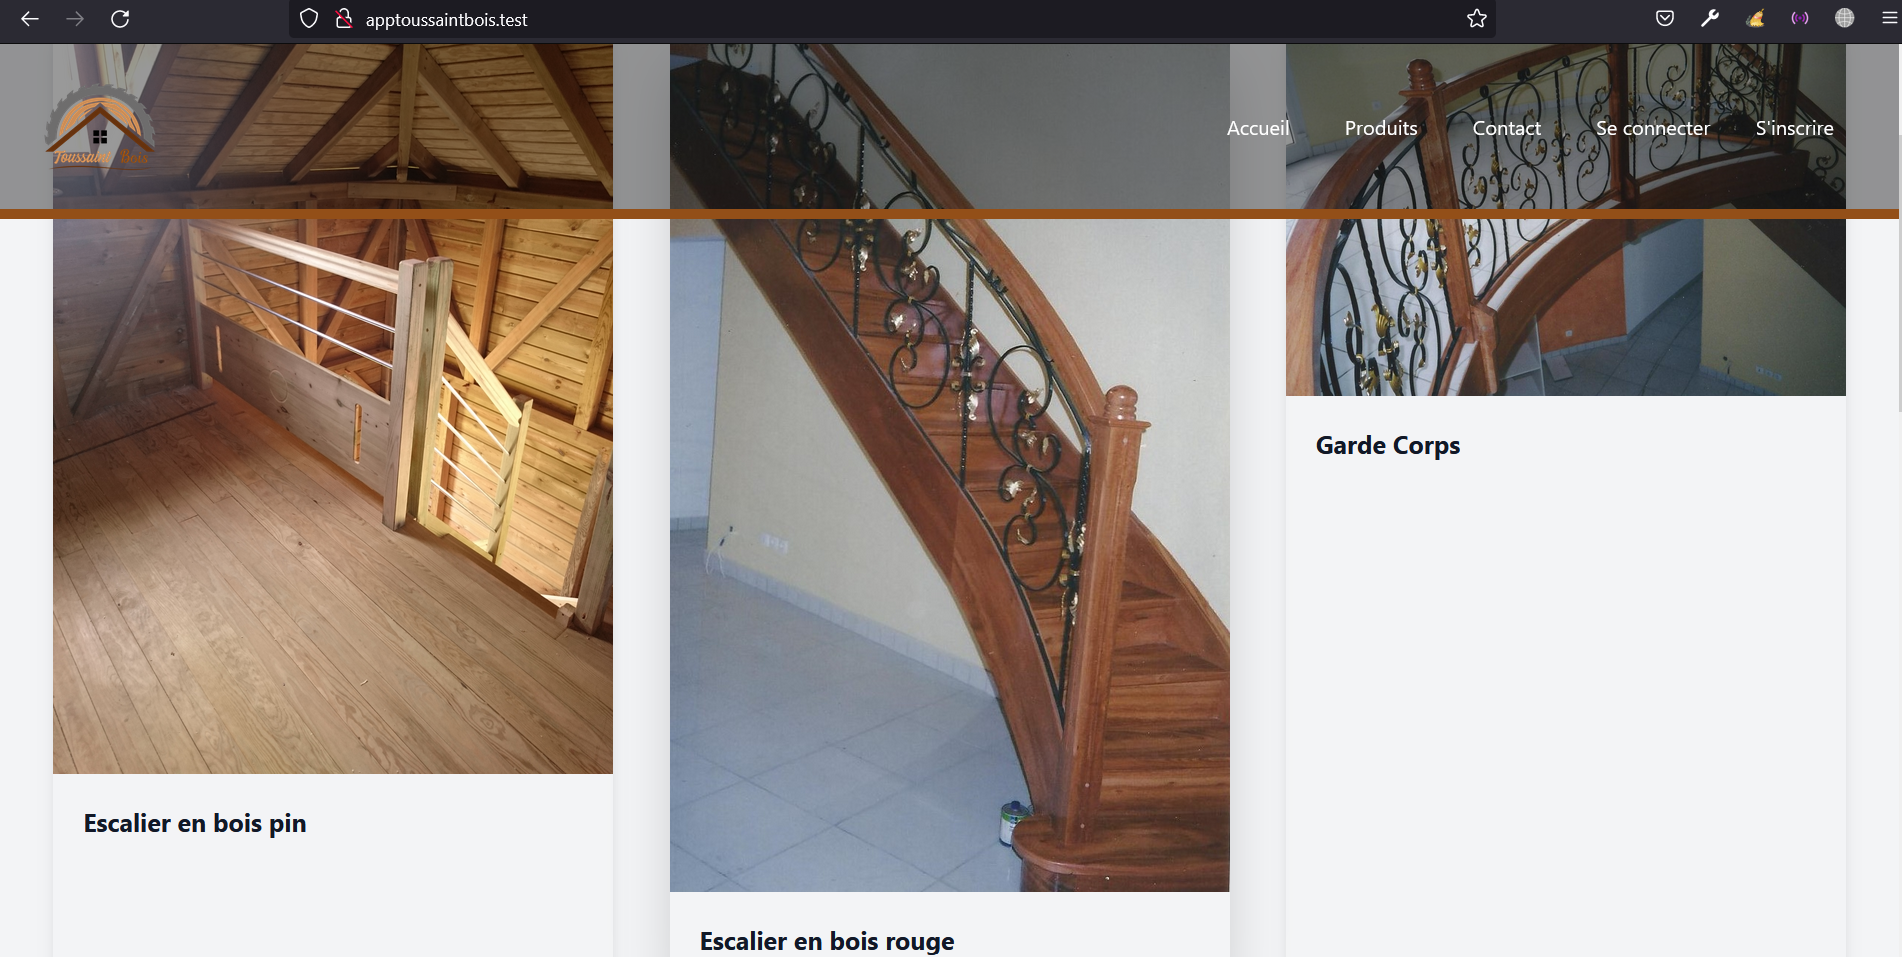 apptoussaintbois.test
Toussaint Bois
Accueil Produits Contact Se connecter S'inscrire
Garde Corps
Escalier en bois pin
Escalier en bois rouge